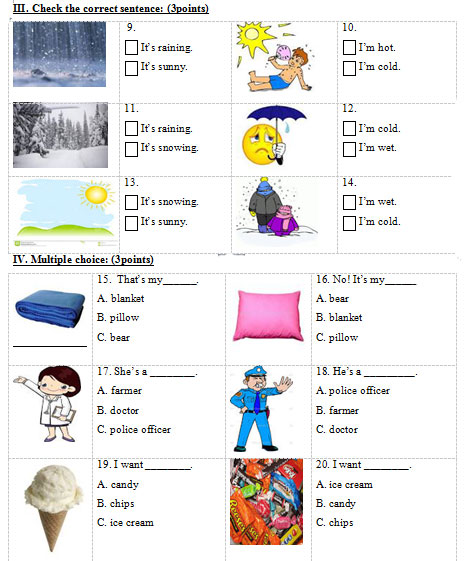 III. Check the correct sentence: (3points)
9.
It's raining.
It's sunny.
10.
I'm hot.
I'm cold.
11.
It's raining.
It's snowing.
12.
I'm cold.
I'm wet.
13.
It's snowing.
It's sunny.
14.
I'm wet.
I'm cold.
IV. Multiple choice: (3points)
15. That's my______.
A. blanket
B. pillow
C. bear
16. No! It's my______
A. bear
B. blanket
C. pillow
17. She's a ________.
A. farmer
B. doctor
C. police officer
18. He's a _________.
A. police officer
B. farmer
C. doctor
19. I want ________.
A. candy
B. chips
C. ice cream
20. I want ________.
A. ice cream
B. candy
C. chips
Reese's